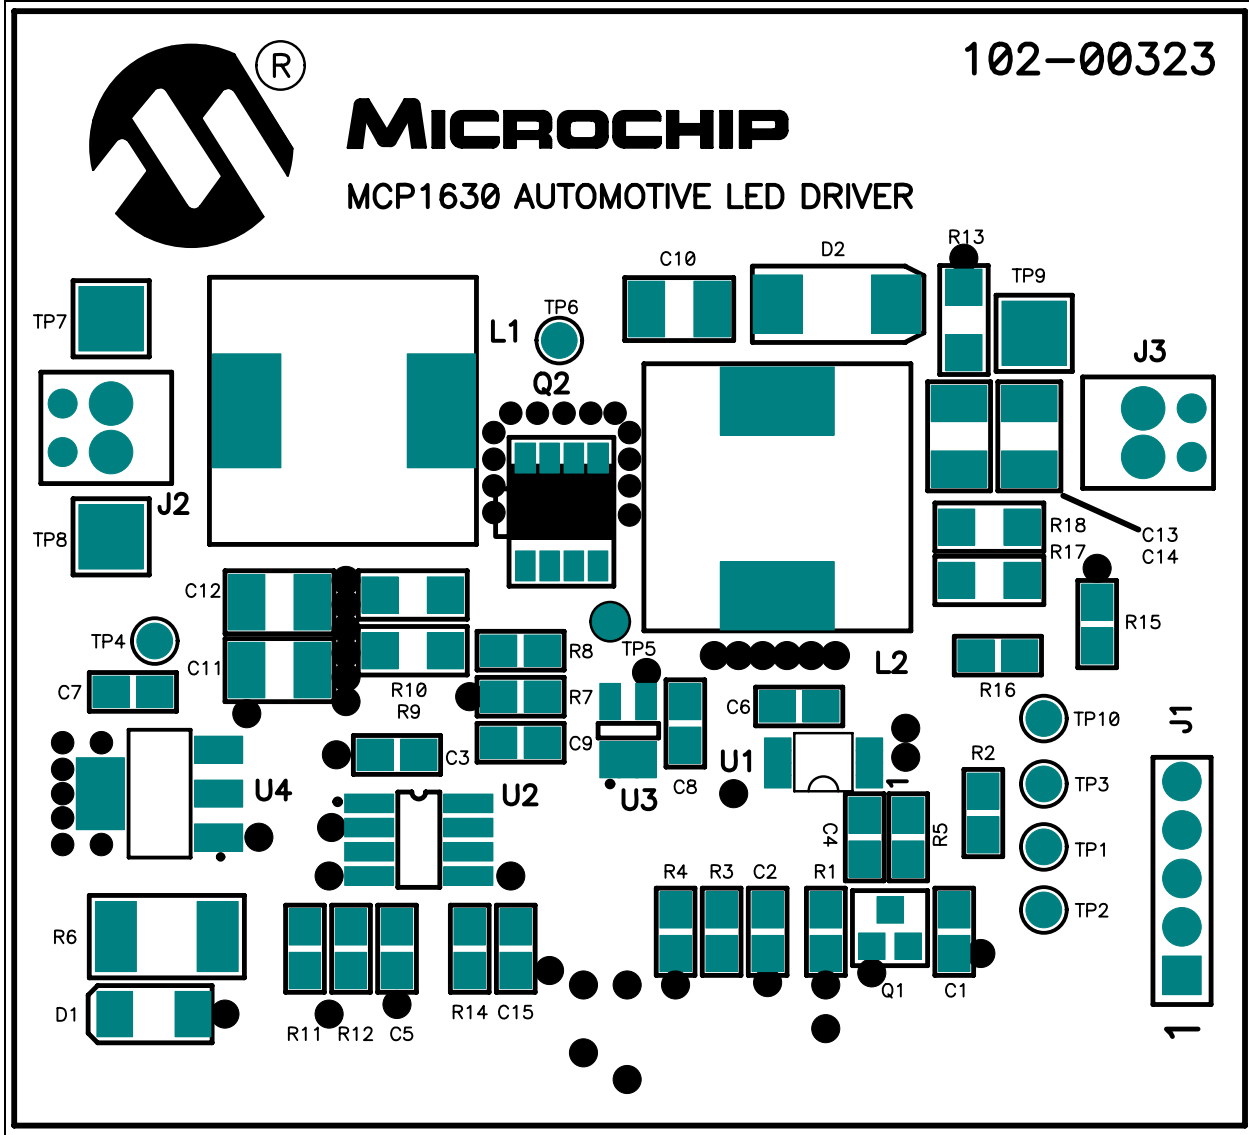 102-00323
R
MICROCHIP
MCP1630 AUTOMOTIVE LED DRIVER
R13
D2
C10
TP9
TP6
TP7
L1
J3
Q2
J2
R18
TP8
C13
R17
C14
C12
R15
TP4
R8
TP5
C11
L2
R16
C7
R10
R7
C6
R9
TP10
J1
C9
C3
R2
U1
C8
TP3
U4
U2
U3
1
C4
R5
TP1
R4
R3
C2
R1
TP2
R6
Q1
C1
D1
R14
C15
R11
R12
C5
1